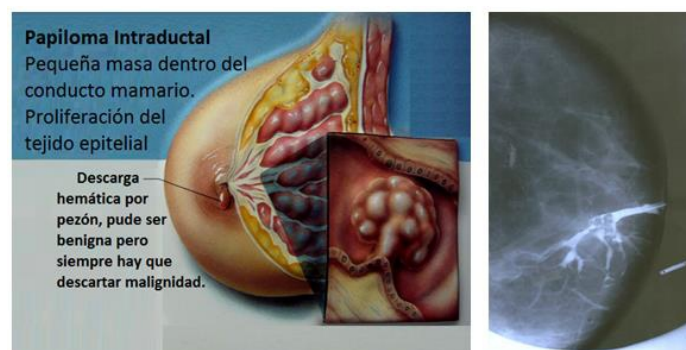 Papiloma Intraductal
Pequeña masa dentro del
conducto mamario.
Proliferación del
tejido epitelial
Descarga
hemática por
pezón, pude ser
benigna pero
siempre hay que
descartar malignidad.